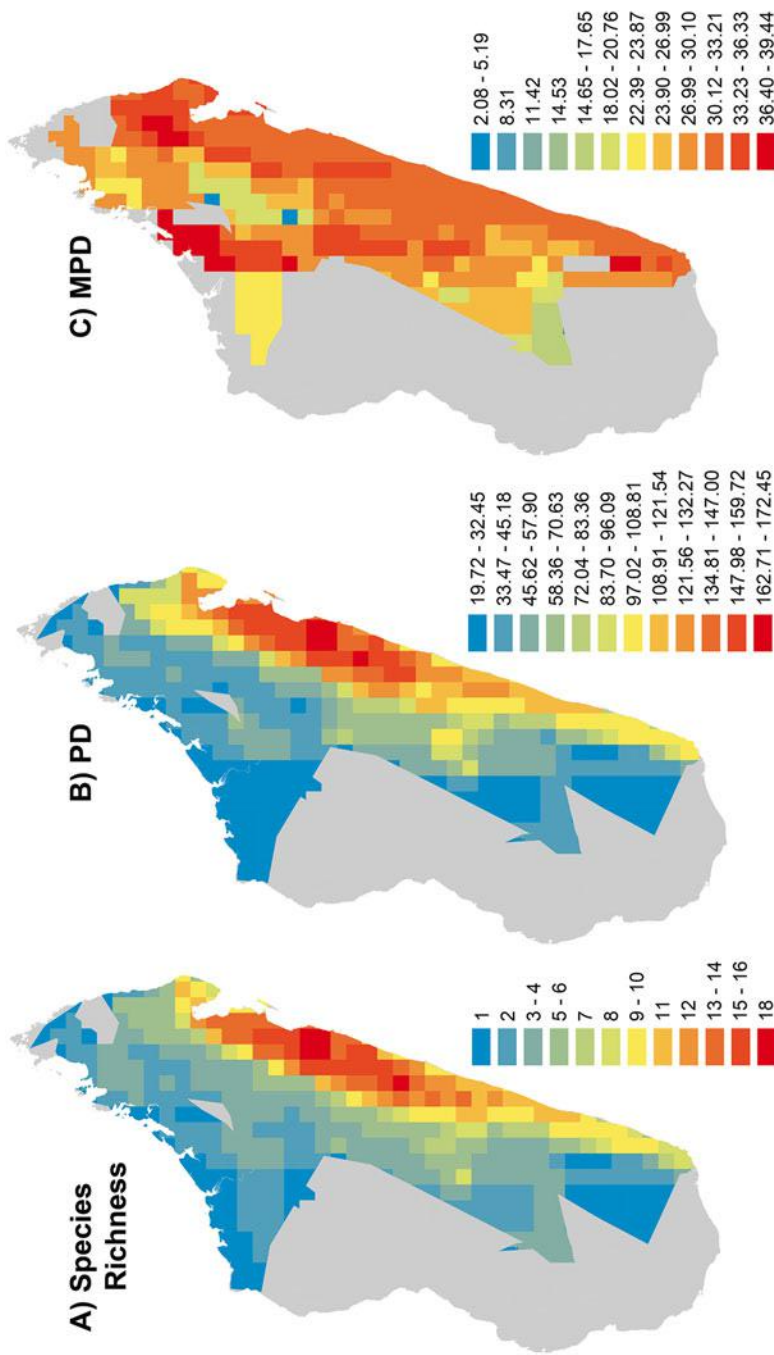 A) Species
Richness
1
2
3 - 4
5 - 6
7
8
9 - 10
11
12
13 - 14
15 - 16
18
B) PD
19.72 - 32.45
33.47 - 45.18
45.62 - 57.90
58.36 - 70.63
72.04 - 83.36
83.70 - 96.09
97.02 - 108.81
108.91 - 121.54
121.56 - 132.27
134.81 - 147.00
147.98 - 159.72
162.71 - 172.45
C) MPD
2.08 - 5.19
8.31
11.42
14.53
14.65 - 17.65
18.02 - 20.76
22.39 - 23.87
23.90 - 26.99
26.99 - 30.10
30.12 - 33.21
33.23 - 36.33
36.40 - 39.44